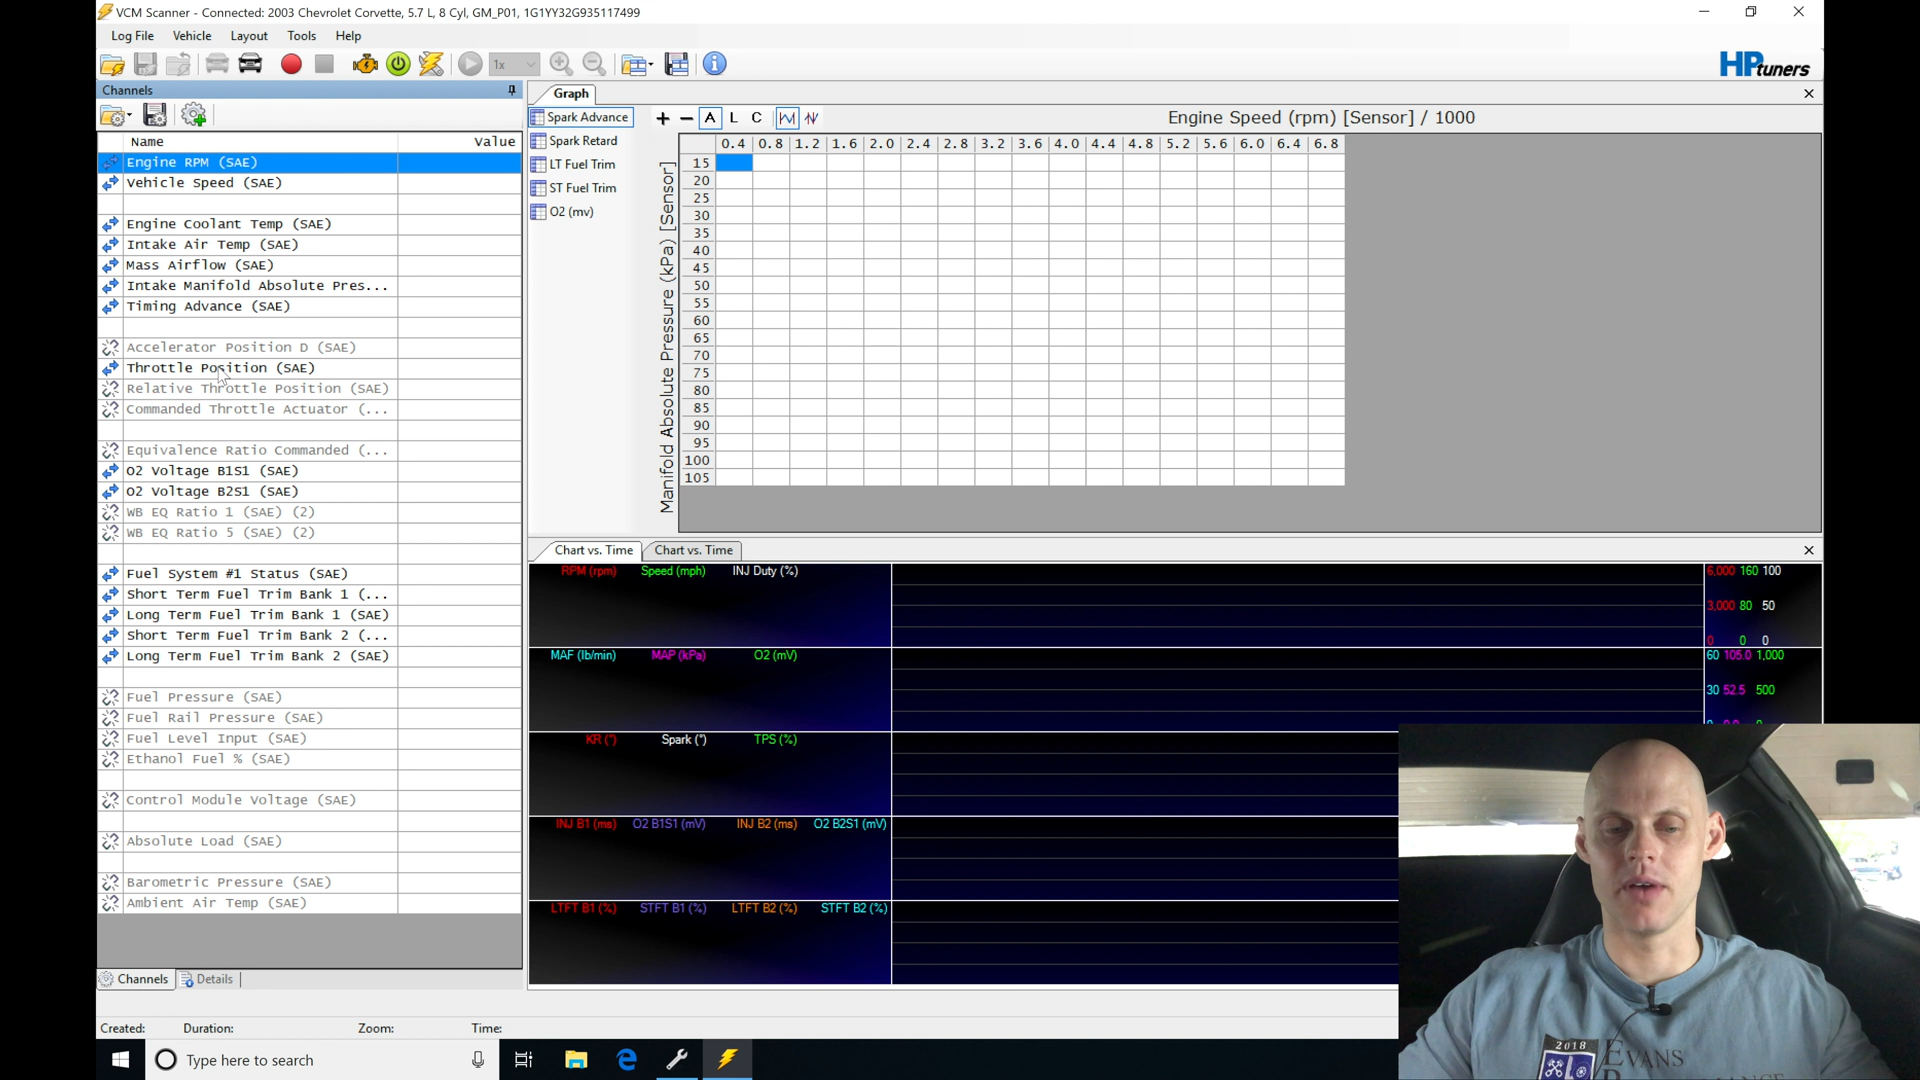 VCM Scanner - Connected: 2003 Chevrolet Corvette, 5.7 L, 8 Cyl, GM_P01, 1G1YY32G935117499
Log File Vehicle Layout Tools Help
1x
HPtuners
Channels
Name Value
Engine RPM (SAE)
Vehicle Speed (SAE)
Engine Coolant Temp (SAE)
Intake Air Temp (SAE)
Mass Airflow (SAE)
Intake Manifold Absolute Pres...
Timing Advance (SAE)
Accelerator Position D (SAE)
Throttle Position (SAE)
Relative Throttle Position (SAE)
Commanded Throttle Actuator (...
Equivalence Ratio Commanded (...
O2 Voltage B1S1 (SAE)
O2 Voltage B2S1 (SAE)
WB EQ Ratio 1 (SAE) (2)
WB EQ Ratio 5 (SAE) (2)
Fuel System #1 Status (SAE)
Short Term Fuel Trim Bank 1 (...
Long Term Fuel Trim Bank 1 (SAE)
Short Term Fuel Trim Bank 2 (...
Long Term Fuel Trim Bank 2 (SAE)
Fuel Pressure (SAE)
Fuel Rail Pressure (SAE)
Fuel Level Input (SAE)
Ethanol Fuel % (SAE)
Control Module Voltage (SAE)
Absolute Load (SAE)
Barometric Pressure (SAE)
Ambient Air Temp (SAE)
Channels Details
Graph
Spark Advance
Spark Retard
LT Fuel Trim
ST Fuel Trim
O2 (mv)
A L C
Engine Speed (rpm) [Sensor] / 1000
0.4 0.8 1.2 1.6 2.0 2.4 2.8 3.2 3.6 4.0 4.4 4.8 5.2 5.6 6.0 6.4 6.8
Manifold Absolute Pressure (kPa) [Sensor]
15
20
25
30
35
40
45
50
55
60
65
70
75
80
85
90
95
100
105
Chart vs. Time Chart vs. Time
RPM (rpm) Speed (mph) INJ Duty (%)
6,000 160 100
3,000 80 50
0 0 0
MAF (lb/min) MAP (kPa) O2 (mV)
60 105.0 1,000
30 52.5 500
KR (°) Spark (°) TPS (%)
INJ B1 (ms) O2 B1S1 (mV) INJ B2 (ms) O2 B2S1 (mV)
LTFT B1 (%) STFT B1 (%) LTFT B2 (%) STFT B2 (%)
Created: Duration: Zoom: Time:
Type here to search
2018
EVANS